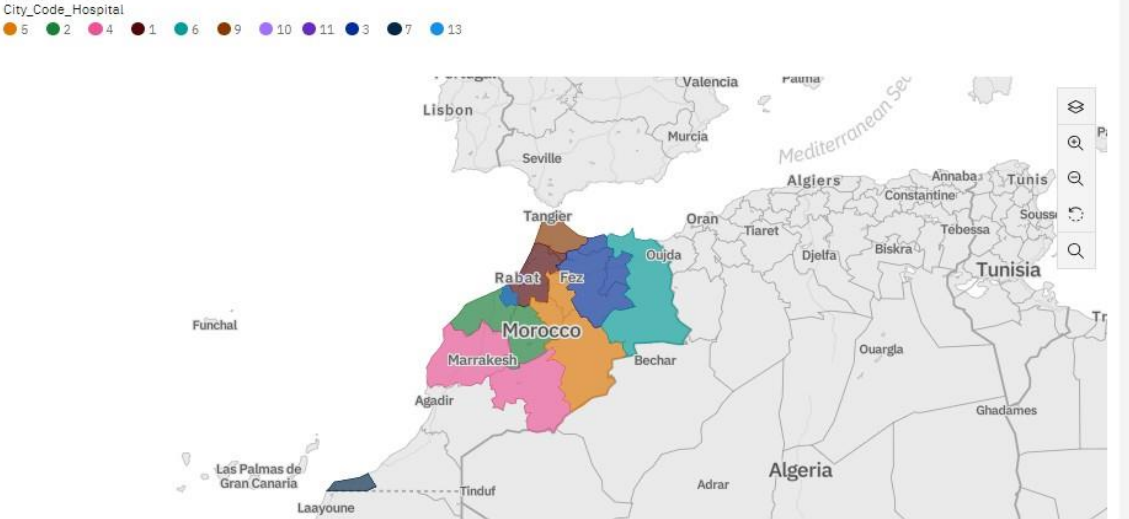 City_Code_Hospital
5 2 4 1 6 9 10 11 3 7 13
Portugal
Valencia
Palma
Lisbon
Murcia
Mediterranean Sea
Seville
Algiers
Annaba
Tunis
Constantine
Tangier
Oran
Tiaret
Tebessa
Rabat
Fez
Oujda
Djelfa
Biskra
Tunisia
Funchal
Morocco
Marrakesh
Bechar
Ouargla
Agadir
Ghadames
Las Palmas de
Gran Canaria
Algeria
Tinduf
Adrar
Laayoune